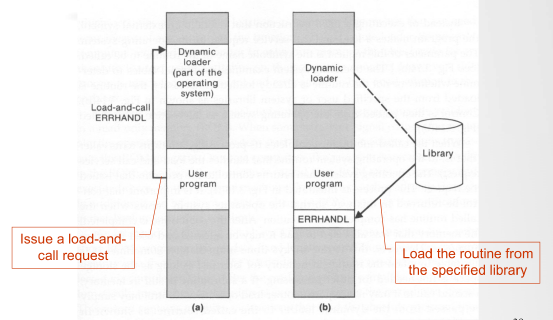 Dynamic
loader
(part of the
operating
system)
Load-and-call
ERRHANDL
User
program
Issue a load-and-
call request
(a)
Dynamic
loader
Library
User
program
ERRHANDL
Load the routine from
the specified library
(b)